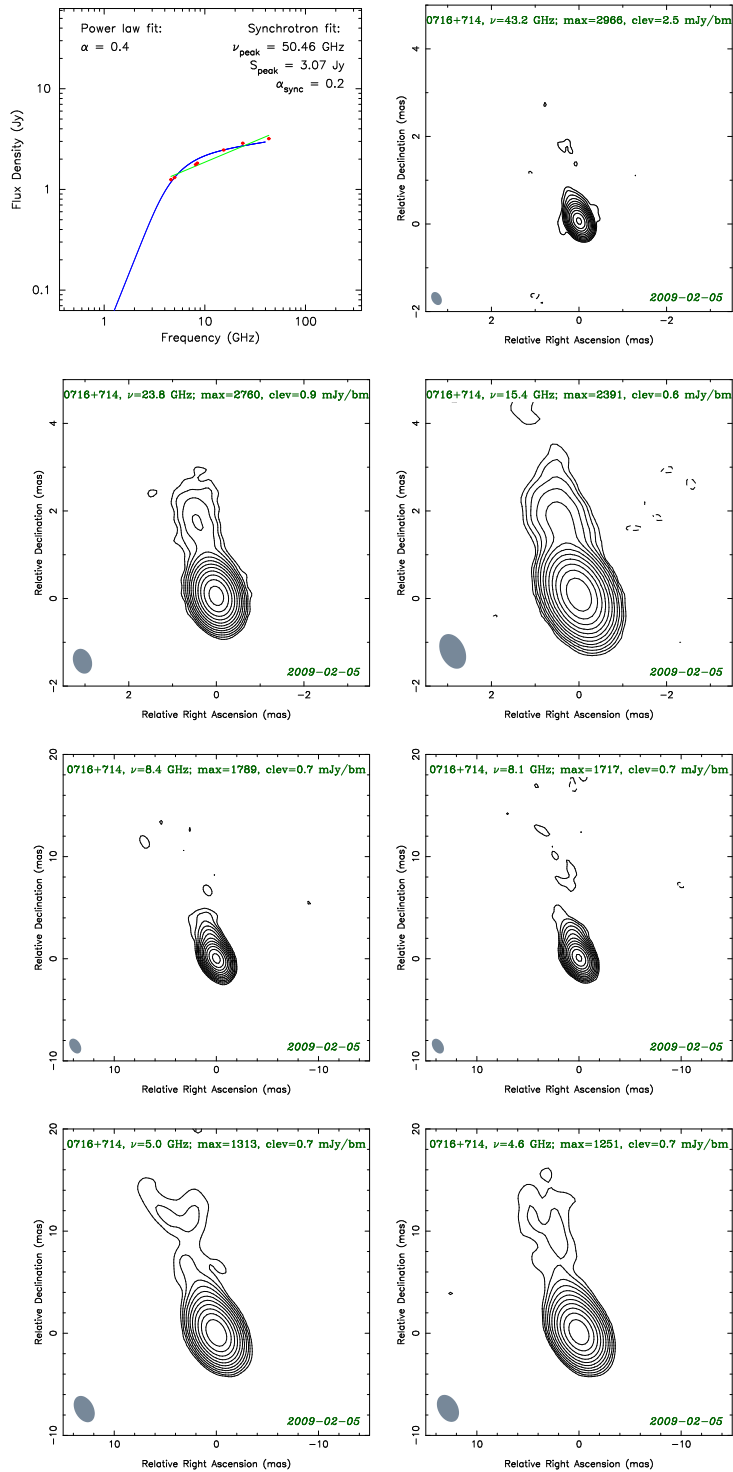 Power law fit:
α = 0.4
Synchrotron fit:
νpeak = 50.46 GHz
Speak = 3.07 Jy
αsync = 0.2
10
1
0.1
Flux Density (Jy)
1 10 100
Frequency (GHz)
0716+714, ν=43.2 GHz; max=2966, clev=2.5 mJy/bm
4
2
0
−2
Relative Declination (mas)
2009−02−05
2 0 −2
Relative Right Ascension (mas)
0716+714, ν=23.8 GHz; max=2760, clev=0.9 mJy/bm
4
2
0
−2
Relative Declination (mas)
2009−02−05
2 0 −2
Relative Right Ascension (mas)
0716+714, ν=15.4 GHz; max=2391, clev=0.6 mJy/bm
4
2
0
−2
Relative Declination (mas)
2009−02−05
2 0 −2
Relative Right Ascension (mas)
0716+714, ν=8.4 GHz; max=1789, clev=0.7 mJy/bm
20
10
0
−10
Relative Declination (mas)
2009−02−05
10 0 −10
Relative Right Ascension (mas)
0716+714, ν=8.1 GHz; max=1717, clev=0.7 mJy/bm
20
10
0
−10
Relative Declination (mas)
2009−02−05
10 0 −10
Relative Right Ascension (mas)
0716+714, ν=5.0 GHz; max=1313, clev=0.7 mJy/bm
20
10
0
−10
Relative Declination (mas)
2009−02−05
10 0 −10
Relative Right Ascension (mas)
0716+714, ν=4.6 GHz; max=1251, clev=0.7 mJy/bm
20
10
0
−10
Relative Declination (mas)
2009−02−05
10 0 −10
Relative Right Ascension (mas)